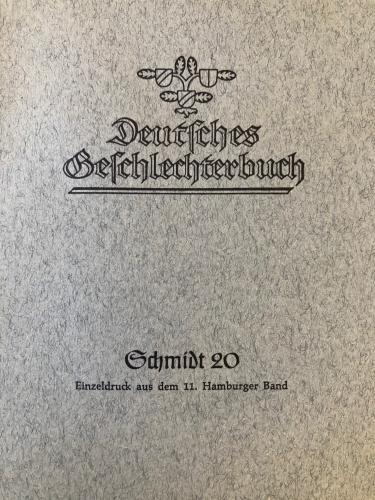 Deutſches
Geſchlechterbuch
Schmidt 20
Einzeldruck aus dem 11. Hamburger Band